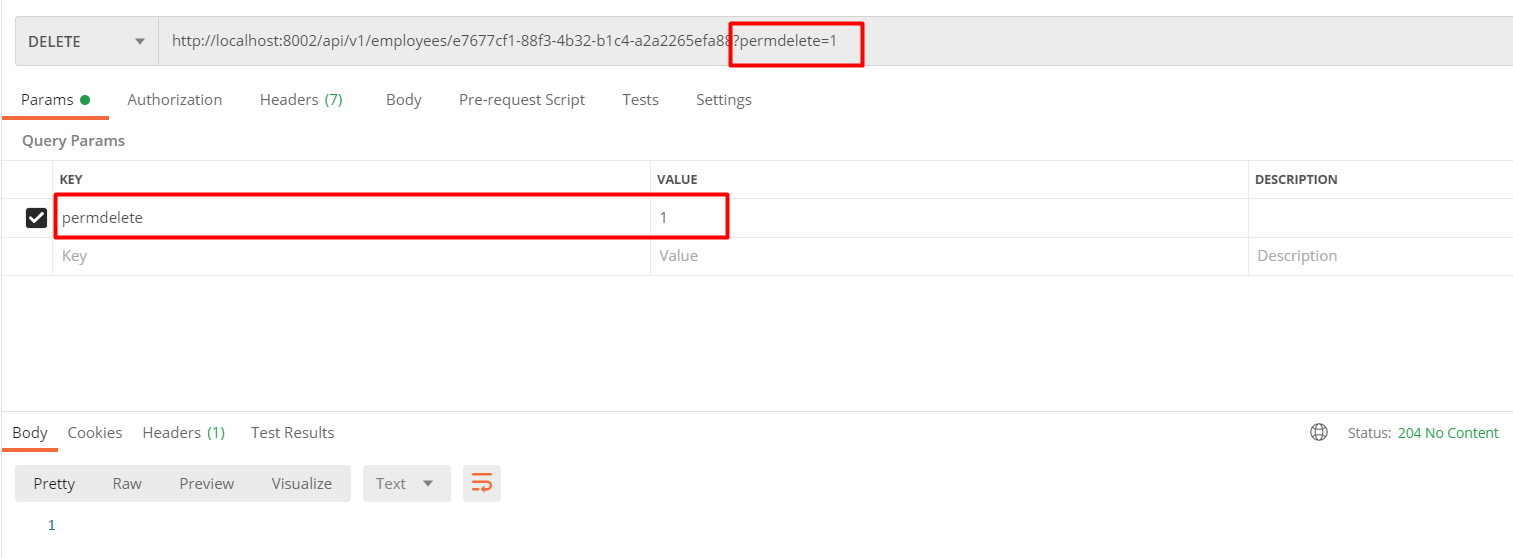 DELETE http://localhost:8002/api/v1/employees/e7677cf1-88f3-4b32-b1c4-a2a2265efa88?permdelete=1
Params Authorization Headers (7) Body Pre-request Script Tests Settings
Query Params
KEY VALUE DESCRIPTION
permdelete 1
Key Value Description
Body Cookies Headers (1) Test Results Status: 204 No Content
Pretty Raw Preview Visualize Text
1